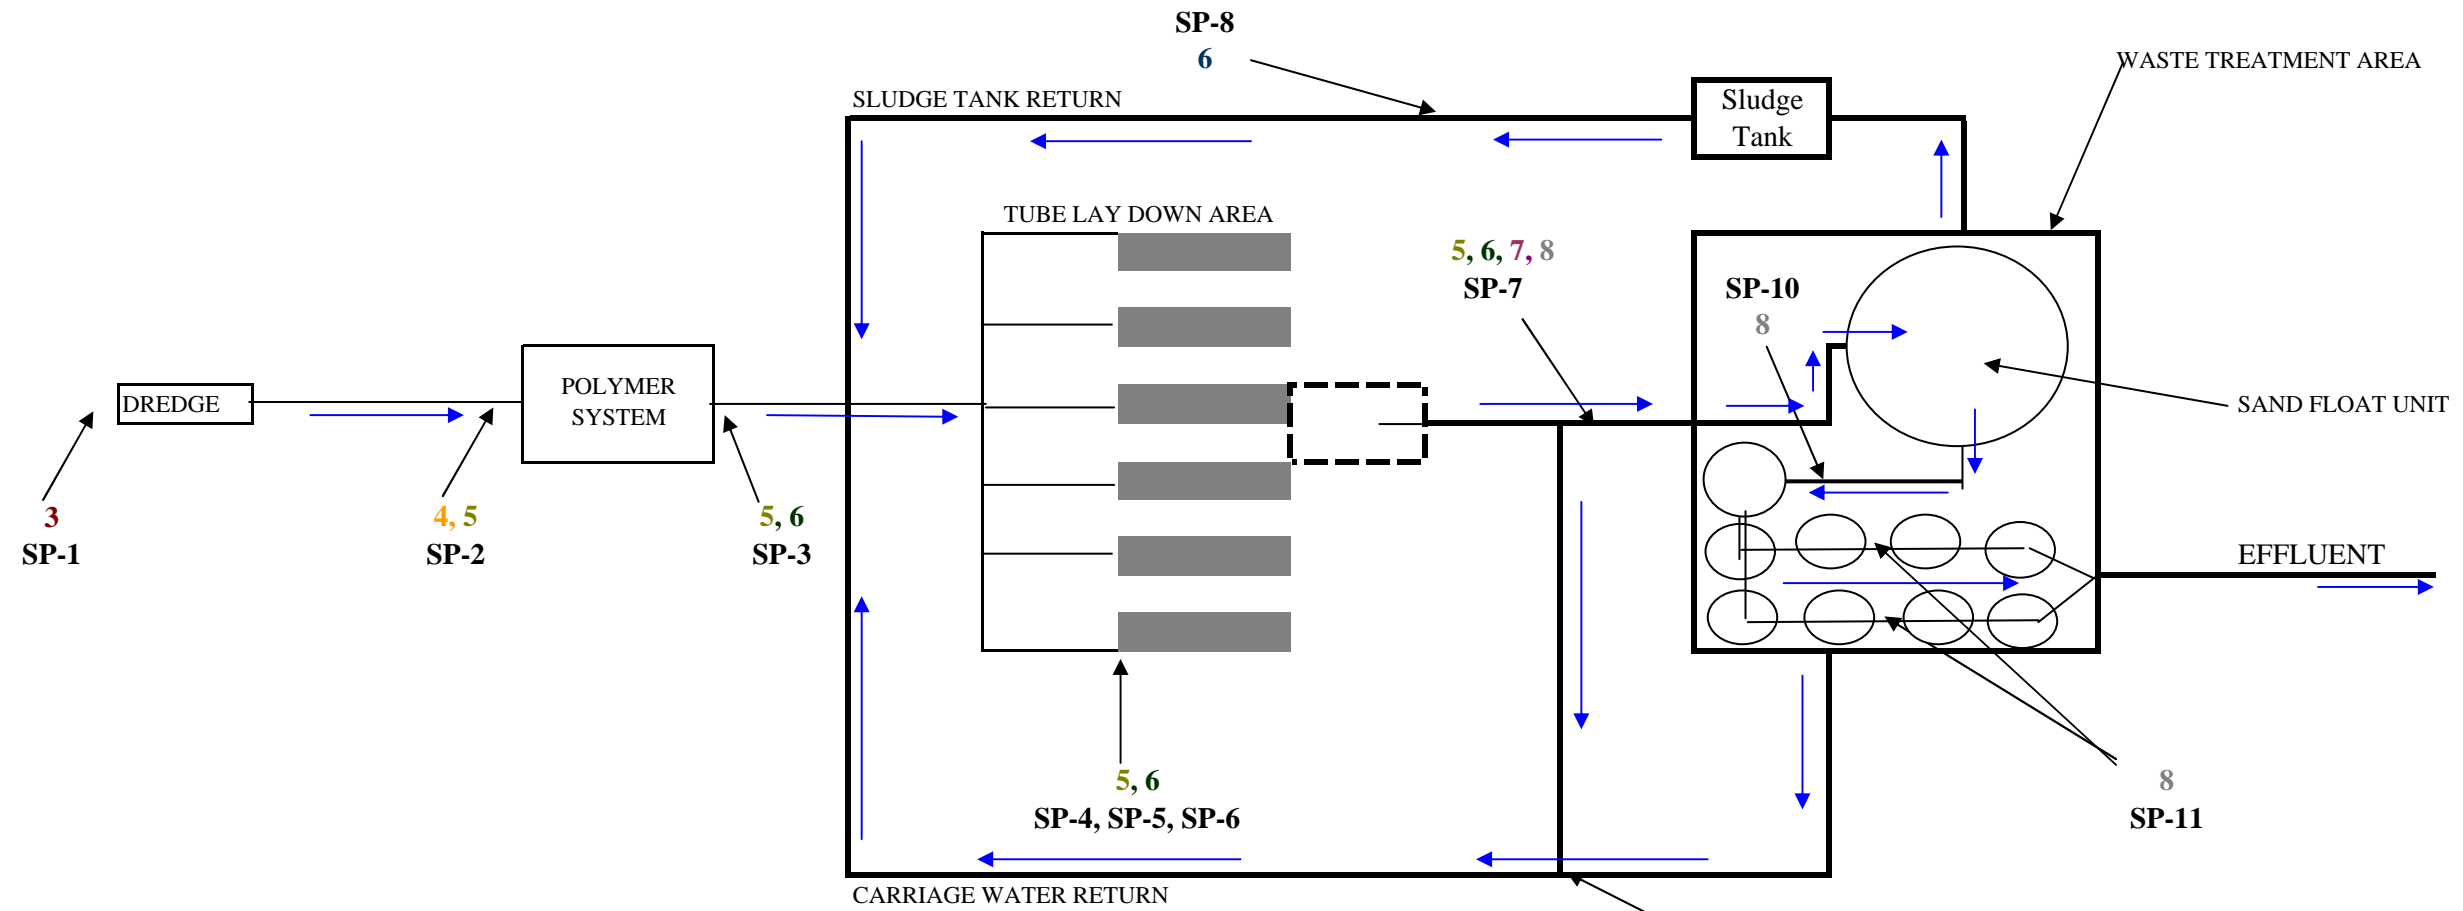 SP-8
6
WASTE TREATMENT AREA
SLUDGE TANK RETURN
Sludge
Tank
TUBE LAY DOWN AREA
5, 6, 7, 8
SP-7
SP-10
8
DREDGE
POLYMER
SYSTEM
SAND FLOAT UNIT
3
SP-1
4, 5
SP-2
5, 6
SP-3
EFFLUENT
5, 6
SP-4, SP-5, SP-6
8
SP-11
CARRIAGE WATER RETURN